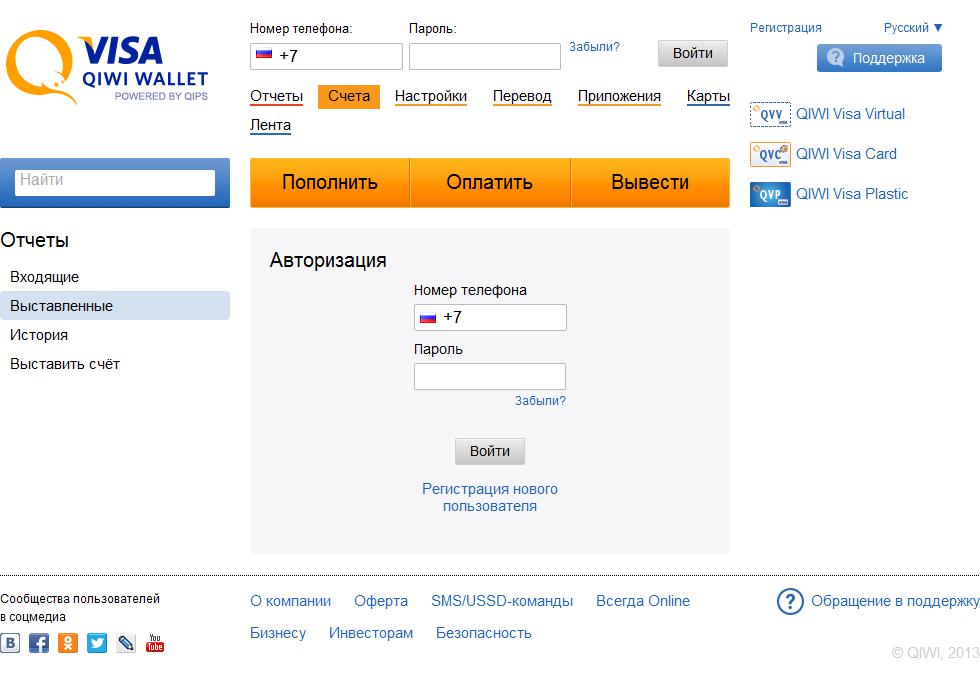 VISA
QIWI WALLET
POWERED BY QIPS
Номер телефона:
Пароль:
+7
Забыли?
Войти
Регистрация
Русский ▼
Поддержка
Отчеты Счета Настройки Перевод Приложения Карты
Лента
QVV QIWI Visa Virtual
QVC QIWI Visa Card
QVP QIWI Visa Plastic
Найти
Пополнить Оплатить Вывести
Отчеты
Входящие
Выставленные
История
Выставить счёт
Авторизация
Номер телефона
+7
Пароль
Забыли?
Войти
Регистрация нового
пользователя
Сообщества пользователей
в соцмедиа
You
Tube
О компании Оферта SMS/USSD-команды Всегда Online
Бизнесу Инвесторам Безопасность
Обращение в поддержку
© QIWI, 2013